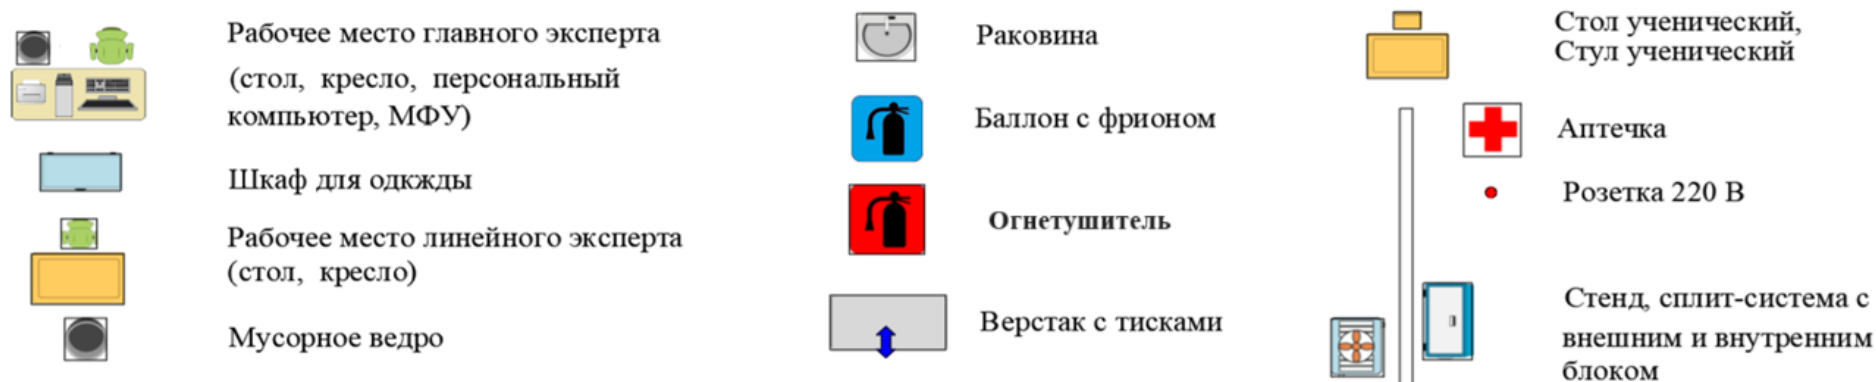 Рабочее место главного эксперта
(стол, кресло, персональный
компьютер, МФУ)
Шкаф для одкжды
Рабочее место линейного эксперта
(стол, кресло)
Мусорное ведро
Раковина
Баллон с фрионом
Огнетушитель
Верстак с тисками
Стол ученический,
Стул ученический
Аптечка
Розетка 220 В
Стенд, сплит-система с
внешним и внутренним
блоком